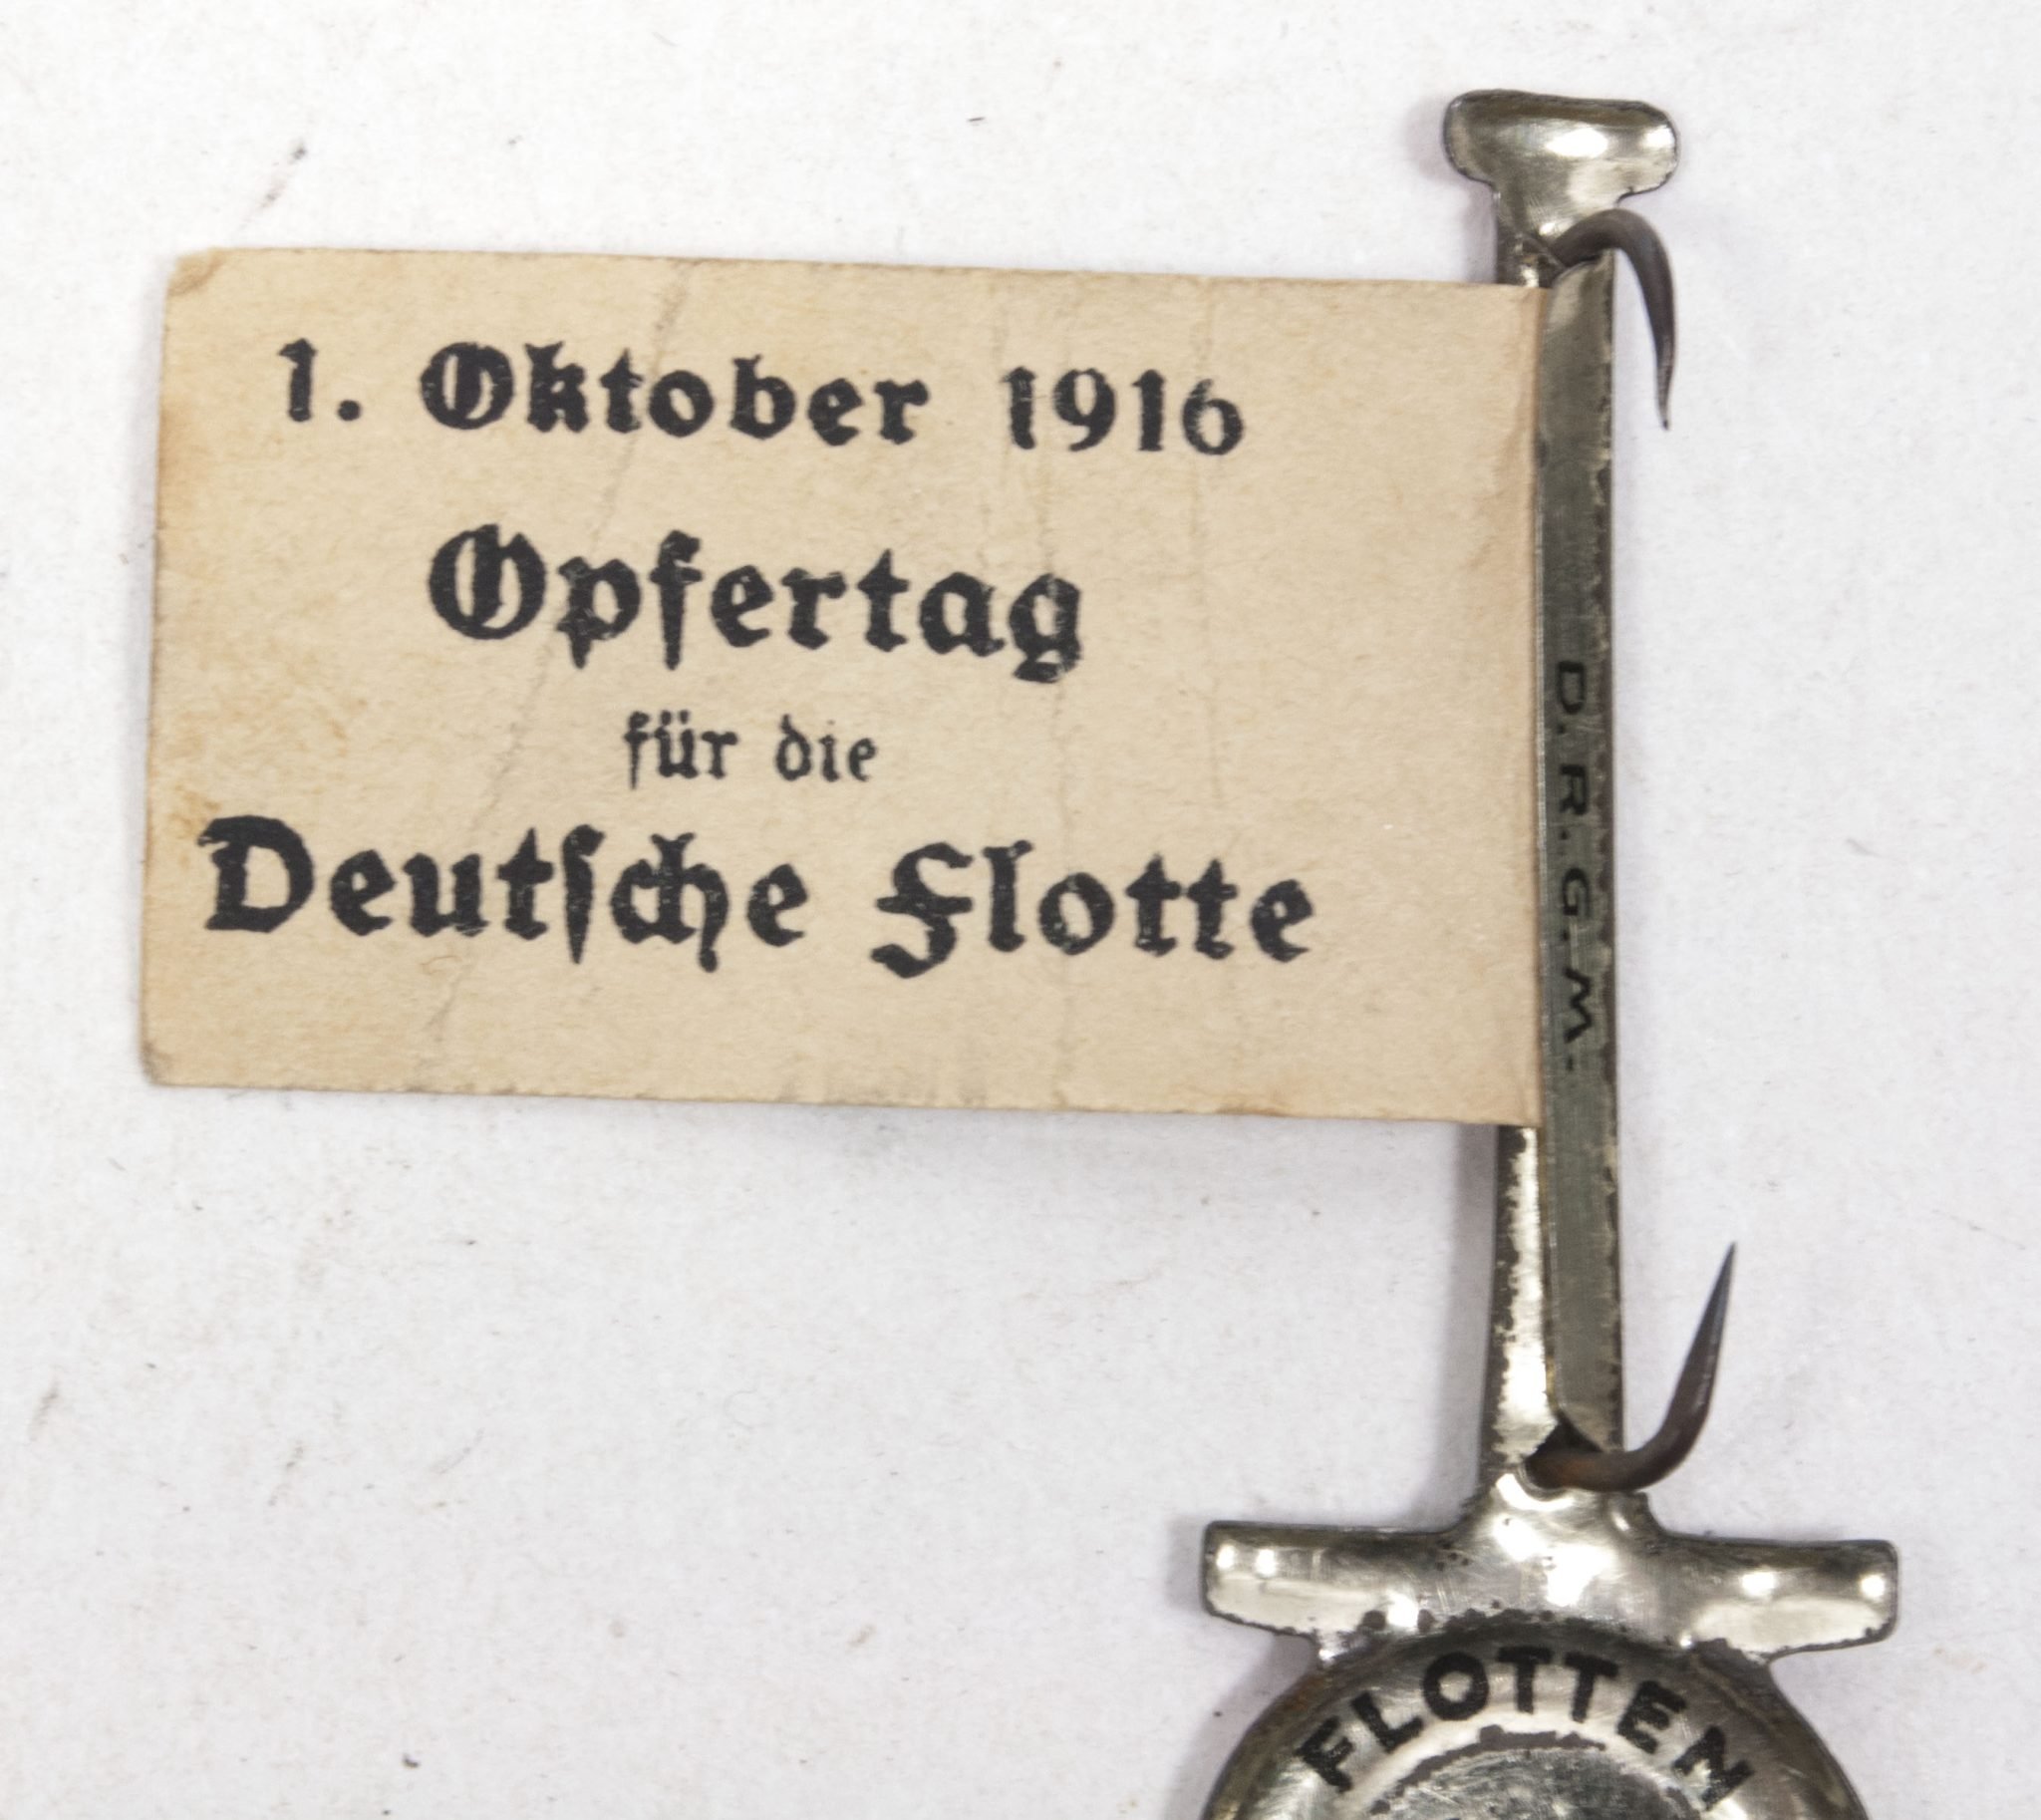 1. Oktober 1916
Opfertag
für die
Deutſche Flotte
D.R.G.M.
FLOTTEN